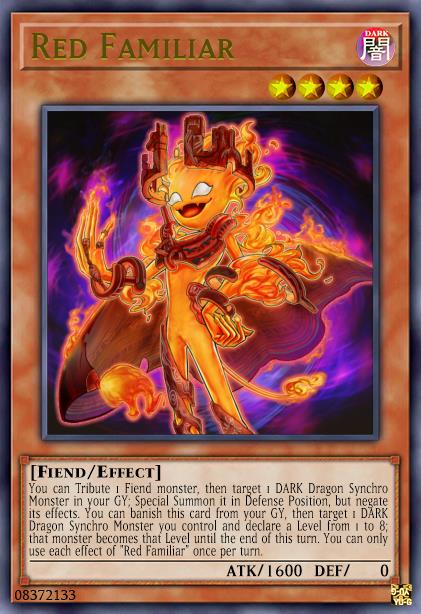 Red Familiar
DARK
闇
[Fiend/Effect]
You can Tribute 1 Fiend monster, then target 1 DARK Dragon Synchro
Monster in your GY; Special Summon it in Defense Position, but negate
its effects. You can banish this card from your GY, then target 1 DARK
Dragon Synchro Monster you control and declare a Level from 1 to 8;
that monster becomes that Level until the end of this turn. You can only
use each effect of "Red Familiar" once per turn.
ATK/1600 DEF/ 0
08372133